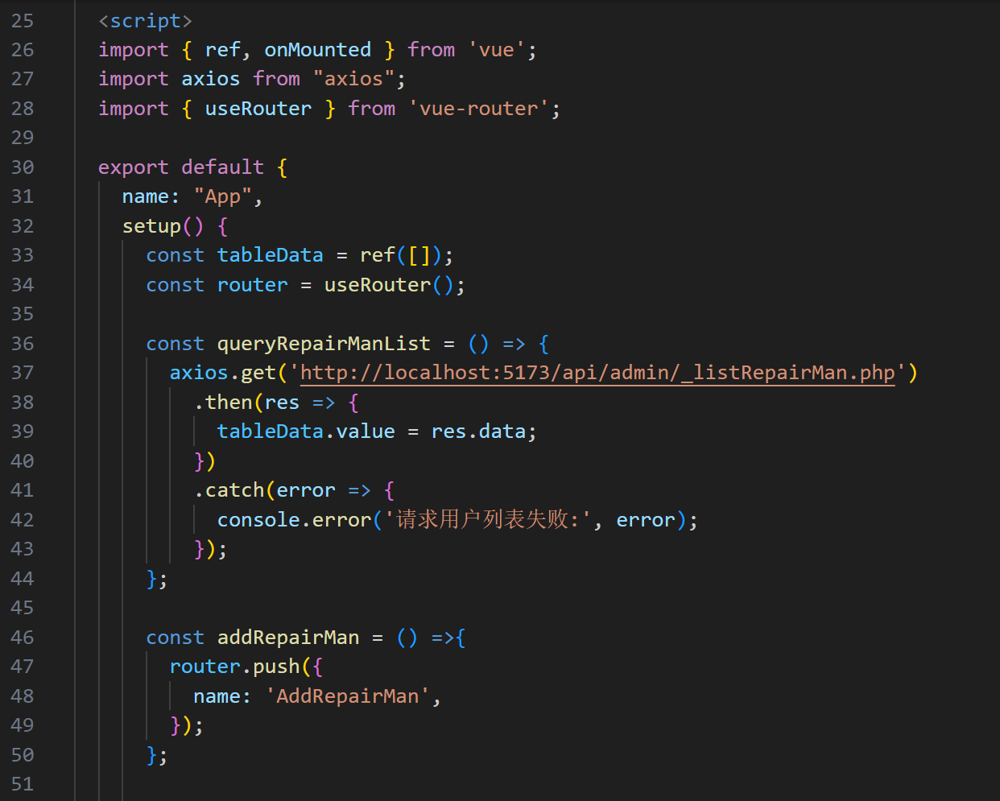 25 <script>
26 import { ref, onMounted } from 'vue';
27 import axios from "axios";
28 import { useRouter } from 'vue-router';
29
30 export default {
31   name: "App",
32   setup() {
33     const tableData = ref([]);
34     const router = useRouter();
35
36     const queryRepairManList = () => {
37       axios.get('http://localhost:5173/api/admin/_listRepairMan.php')
38         .then(res => {
39           tableData.value = res.data;
40         })
41         .catch(error => {
42           console.error('请求用户列表失败:', error);
43         });
44     };
45
46     const addRepairMan = () =>{
47       router.push({
48         name: 'AddRepairMan',
49       });
50     };
51